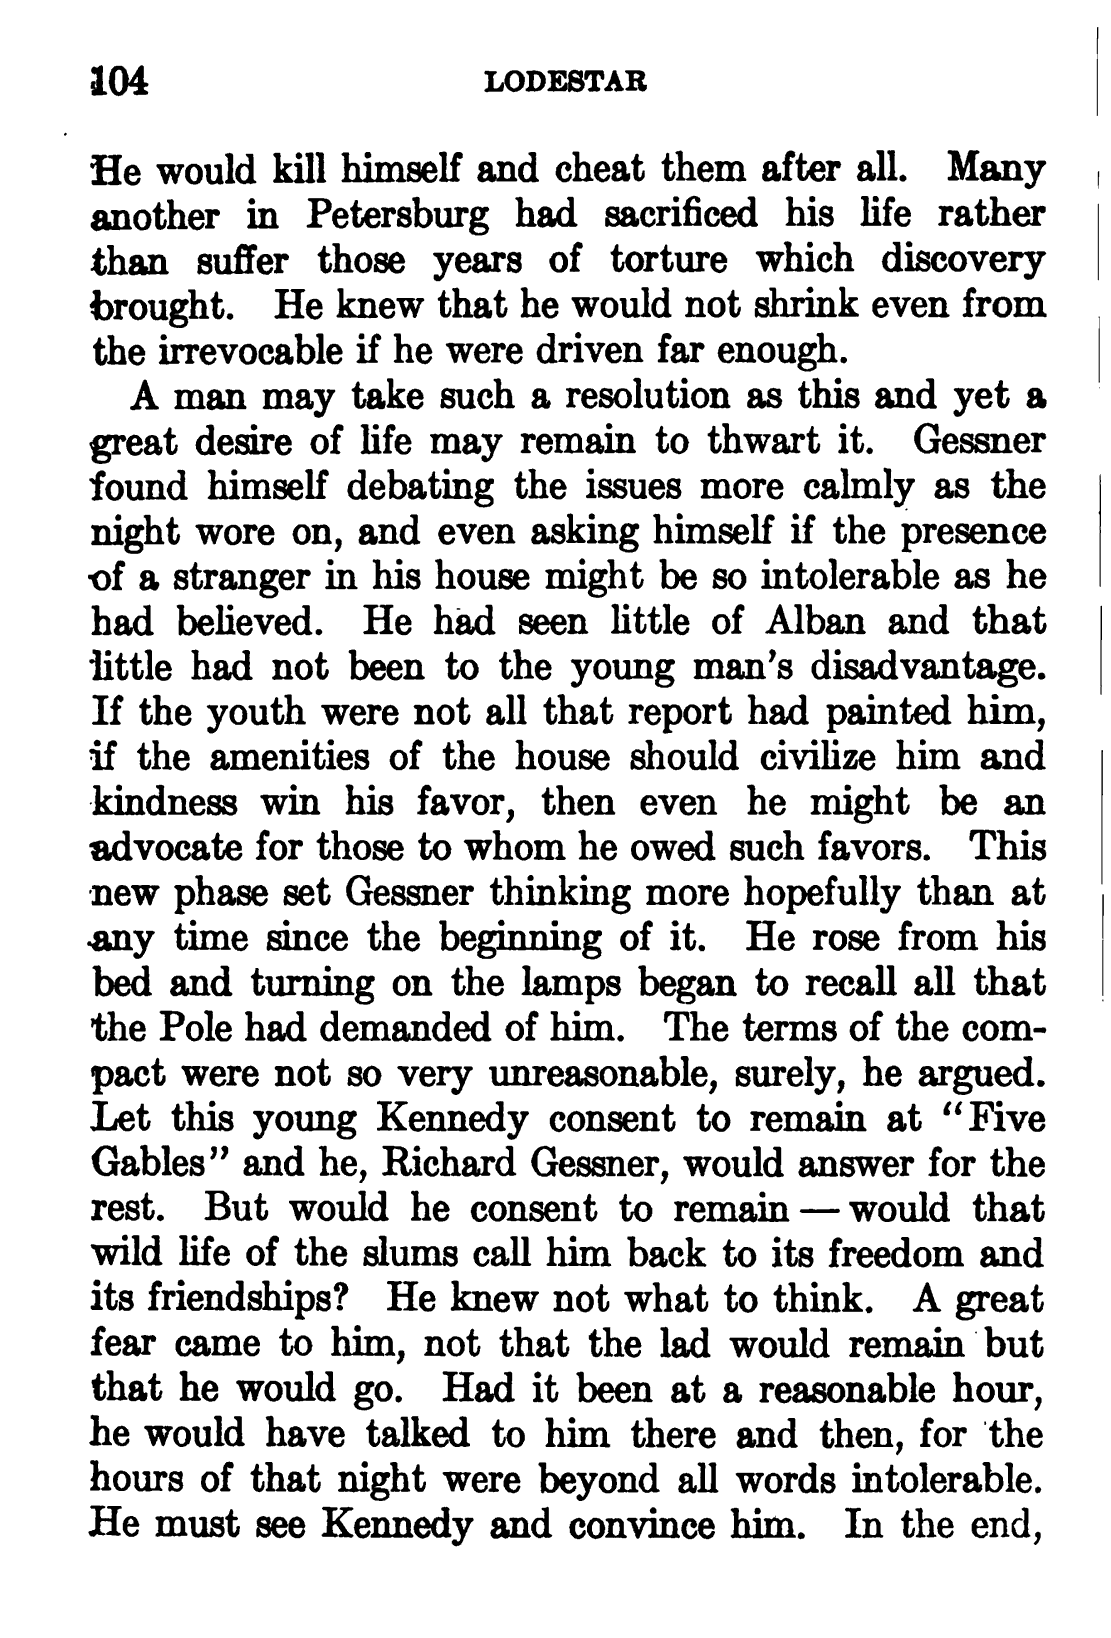 104 LODESTAR
He would kill himself and cheat them after all. Many
another in Petersburg had sacrificed his life rather
than suffer those years of torture which discovery
brought. He knew that he would not shrink even from
the irrevocable if he were driven far enough.
A man may take such a resolution as this and yet a
great desire of life may remain to thwart it. Gessner
found himself debating the issues more calmly as the
night wore on, and even asking himself if the presence
of a stranger in his house might be so intolerable as he
had believed. He had seen little of Alban and that
little had not been to the young man's disadvantage.
If the youth were not all that report had painted him,
if the amenities of the house should civilize him and
kindness win his favor, then even he might be an
advocate for those to whom he owed such favors. This
new phase set Gessner thinking more hopefully than at
any time since the beginning of it. He rose from his
bed and turning on the lamps began to recall all that
the Pole had demanded of him. The terms of the com-
pact were not so very unreasonable, surely, he argued.
Let this young Kennedy consent to remain at "Five
Gables" and he, Richard Gessner, would answer for the
rest. But would he consent to remain — would that
wild life of the slums call him back to its freedom and
its friendships? He knew not what to think. A great
fear came to him, not that the lad would remain but
that he would go. Had it been at a reasonable hour,
he would have talked to him there and then, for the
hours of that night were beyond all words intolerable.
He must see Kennedy and convince him. In the end,